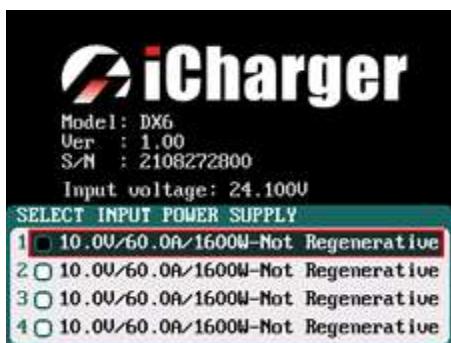 iCharger
Model: DX6
Ver : 1.00
S/N : 2108272800
Input voltage: 24.100V
SELECT INPUT POWER SUPPLY
1 10.0V/60.0A/1600W-Not Regenerative
2 10.0V/60.0A/1600W-Not Regenerative
3 10.0V/60.0A/1600W-Not Regenerative
4 10.0V/60.0A/1600W-Not Regenerative